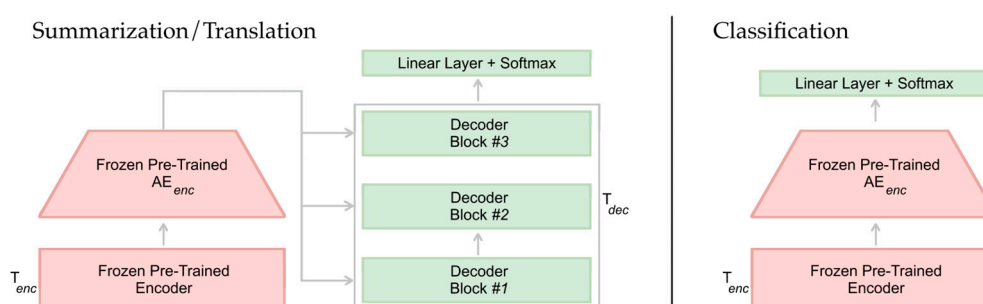 Summarization/Translation
Linear Layer + Softmax
Decoder
Block #3
Frozen Pre-Trained
AEenc
Decoder
Block #2
Tdec
Tenc
Frozen Pre-Trained
Encoder
Decoder
Block #1
Classification
Linear Layer + Softmax
Frozen Pre-Trained
AEenc
Tenc
Frozen Pre-Trained
Encoder